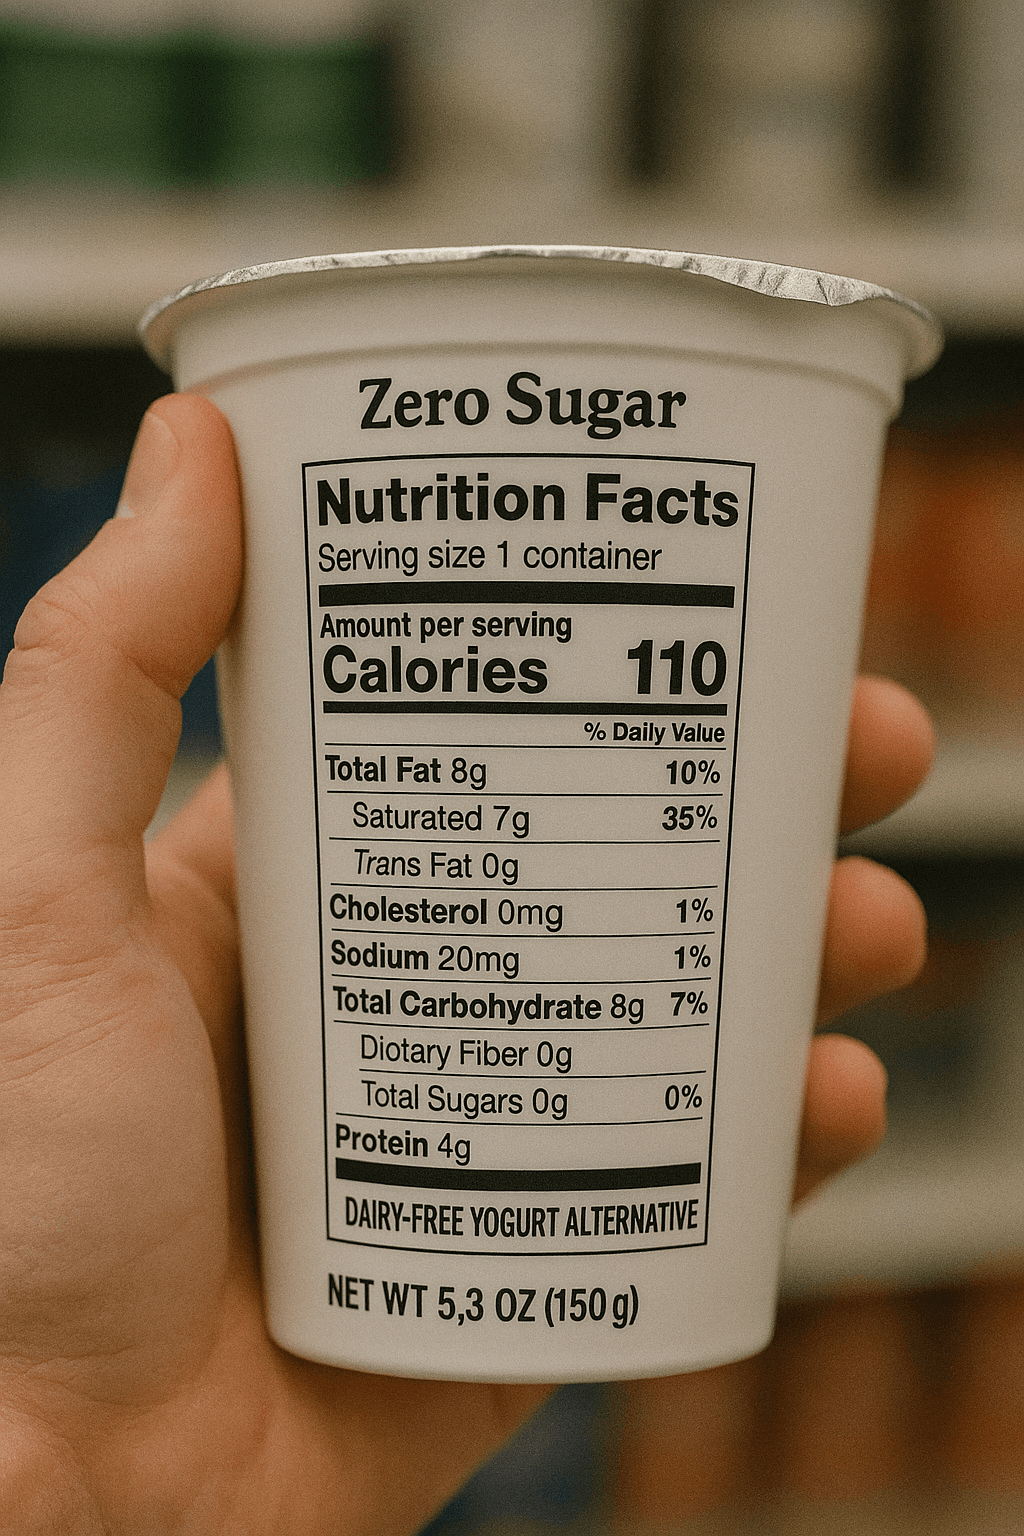 Zero Sugar
Nutrition Facts
Serving size 1 container
Amount per serving
Calories 110
% Daily Value
Total Fat 8g 10%
Saturated 7g 35%
Trans Fat 0g
Cholesterol 0mg 1%
Sodium 20mg 1%
Total Carbohydrate 8g 7%
Diotary Fiber 0g
Total Sugars 0g 0%
Protein 4g
DAIRY-FREE YOGURT ALTERNATIVE
NET WT 5,3 OZ (150 g)